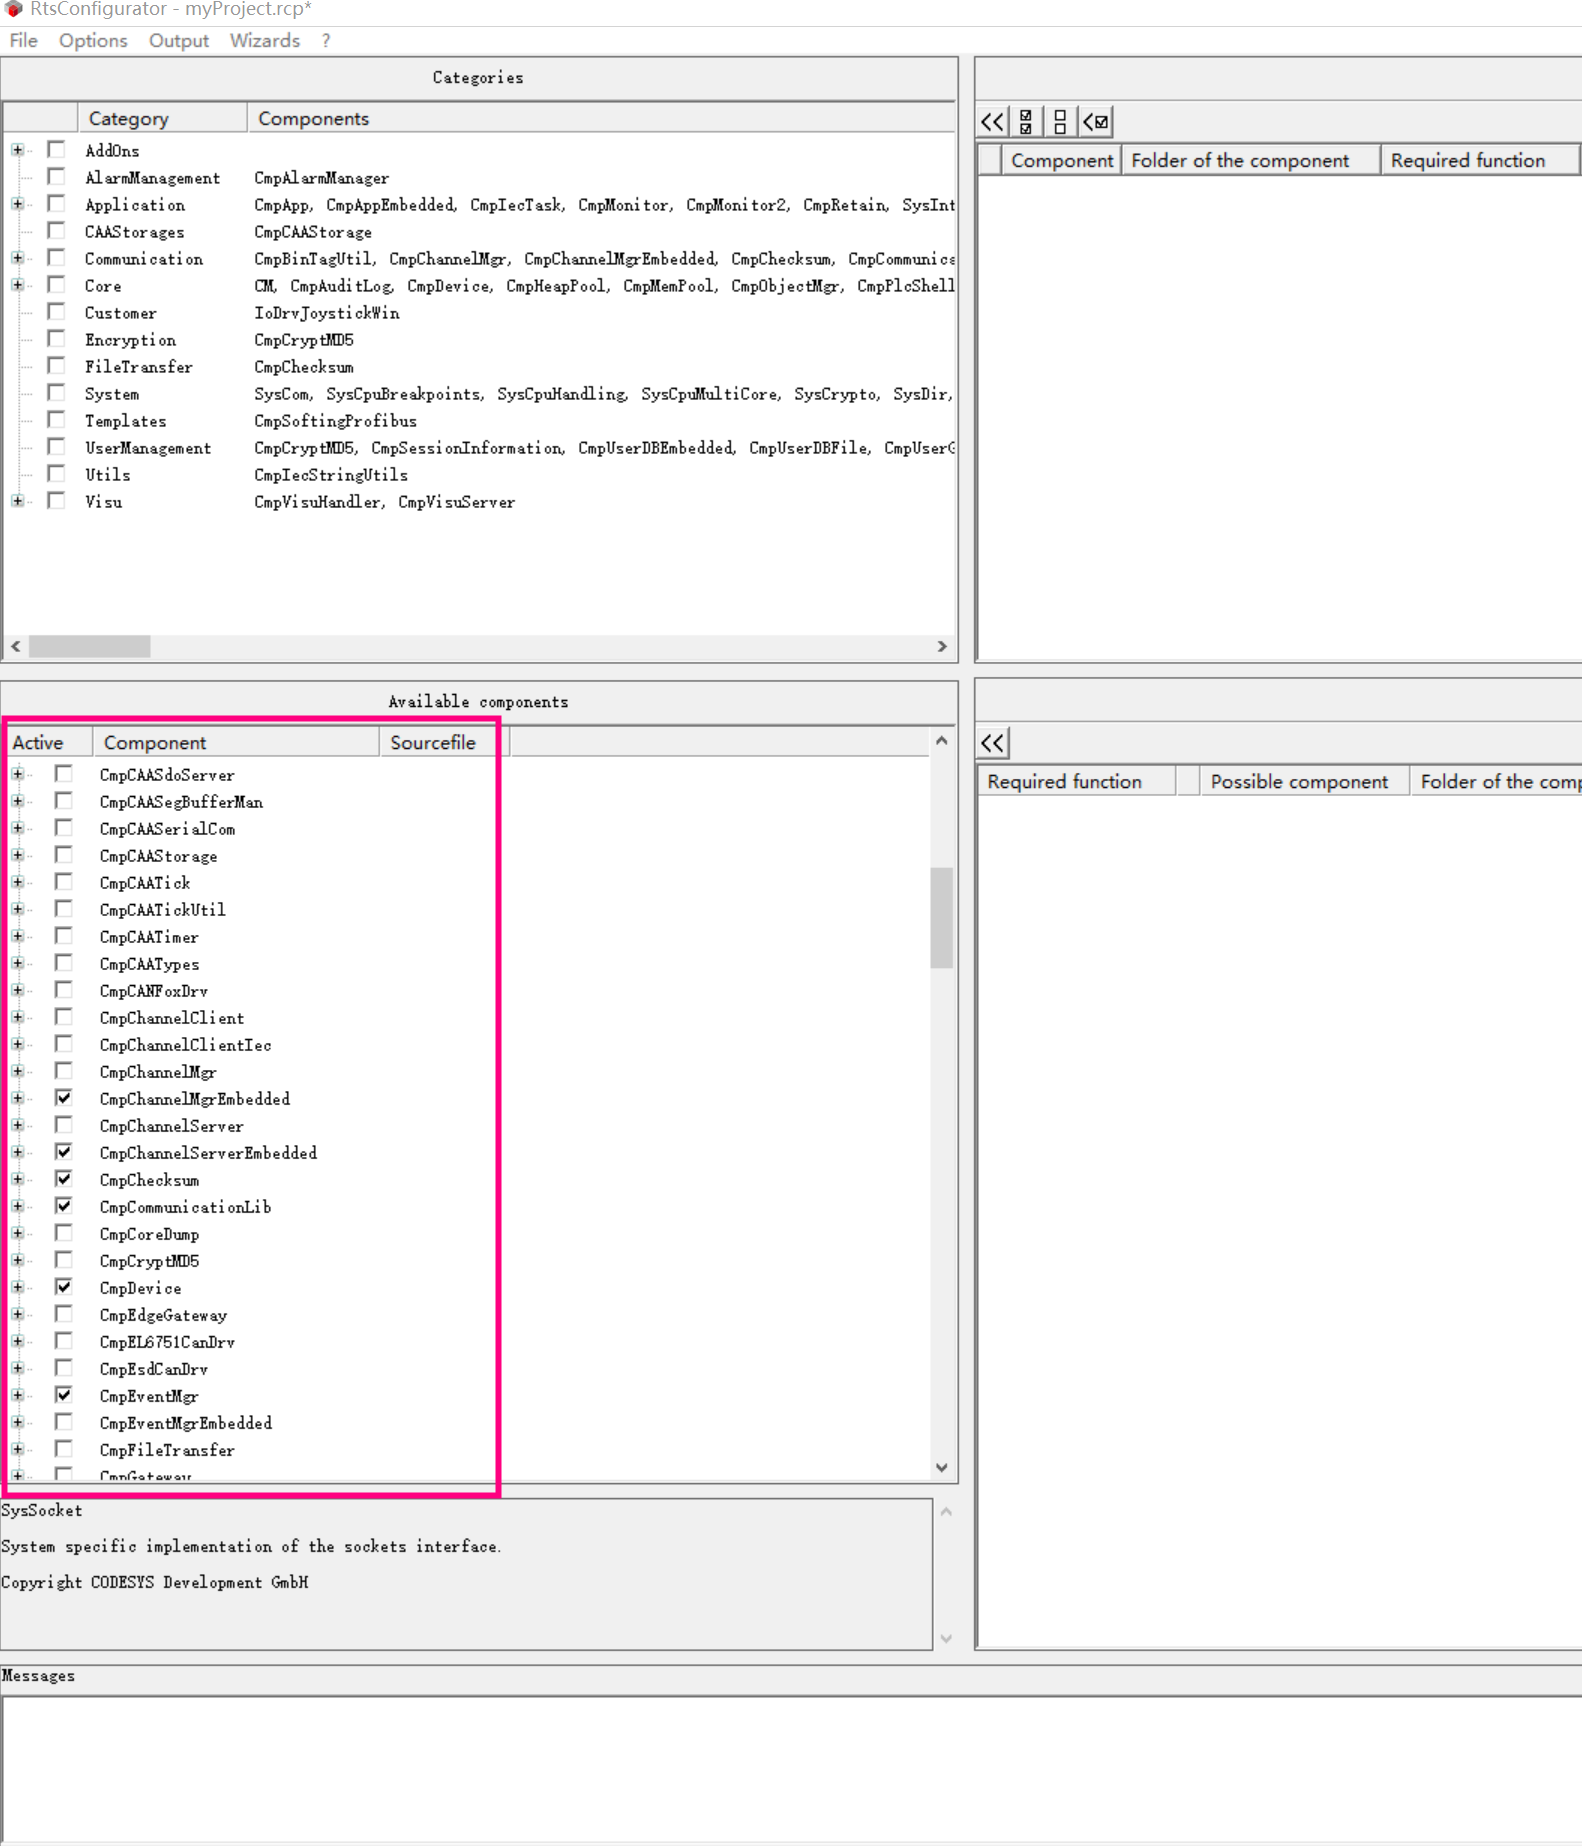 RtsConfigurator - myProject.rcp*
File Options Output Wizards ?
Categories
Category Components
AddOns
AlarmManagement CmpAlarmManager
Application CmpApp, CmpAppEmbedded, CmpIecTask, CmpMonitor, CmpMonitor2, CmpRetain, SysInt
CAAStorages CmpCAAStorage
Communication CmpBinTagUtil, CmpChannelMgr, CmpChannelMgrEmbedded, CmpChecksum, CmpCommunica
Core CM, CmpAuditLog, CmpDevice, CmpHeapPool, CmpMemPool, CmpObjectMgr, CmpPlcShell
Customer IoDrvJoystickWin
Encryption CmpCryptMD5
FileTransfer CmpChecksum
System SysCom, SysCpuBreakpoints, SysCpuHandling, SysCpuMultiCore, SysCrypto, SysDir,
Templates CmpSoftingProfibus
UserManagement CmpCryptMD5, CmpSessionInformation, CmpUserDBEmbedded, CmpUserDBFile, CmpUserG
Utils CmpIecStringUtils
Visu CmpVisuHandler, CmpVisuServer
<<
Component Folder of the component Required function
Available components
Active Component Sourcefile
CmpCAASdoServer
CmpCAASegBufferMan
CmpCAASerialCom
CmpCAAStorage
CmpCAATick
CmpCAATickUtil
CmpCAATimer
CmpCAATypes
CmpCANFoxDrv
CmpChannelClient
CmpChannelClientIec
CmpChannelMgr
CmpChannelMgrEmbedded
CmpChannelServer
CmpChannelServerEmbedded
CmpChecksum
CmpCommunicationLib
CmpCoreDump
CmpCryptMD5
CmpDevice
CmpEdgeGateway
CmpEL6751CanDrv
CmpEsdCanDrv
CmpEventMgr
CmpEventMgrEmbedded
CmpFileTransfer
CmpGateway
<<
Required function Possible component Folder of the comp
SysSocket
System specific implementation of the sockets interface.
Copyright CODESYS Development GmbH
Messages